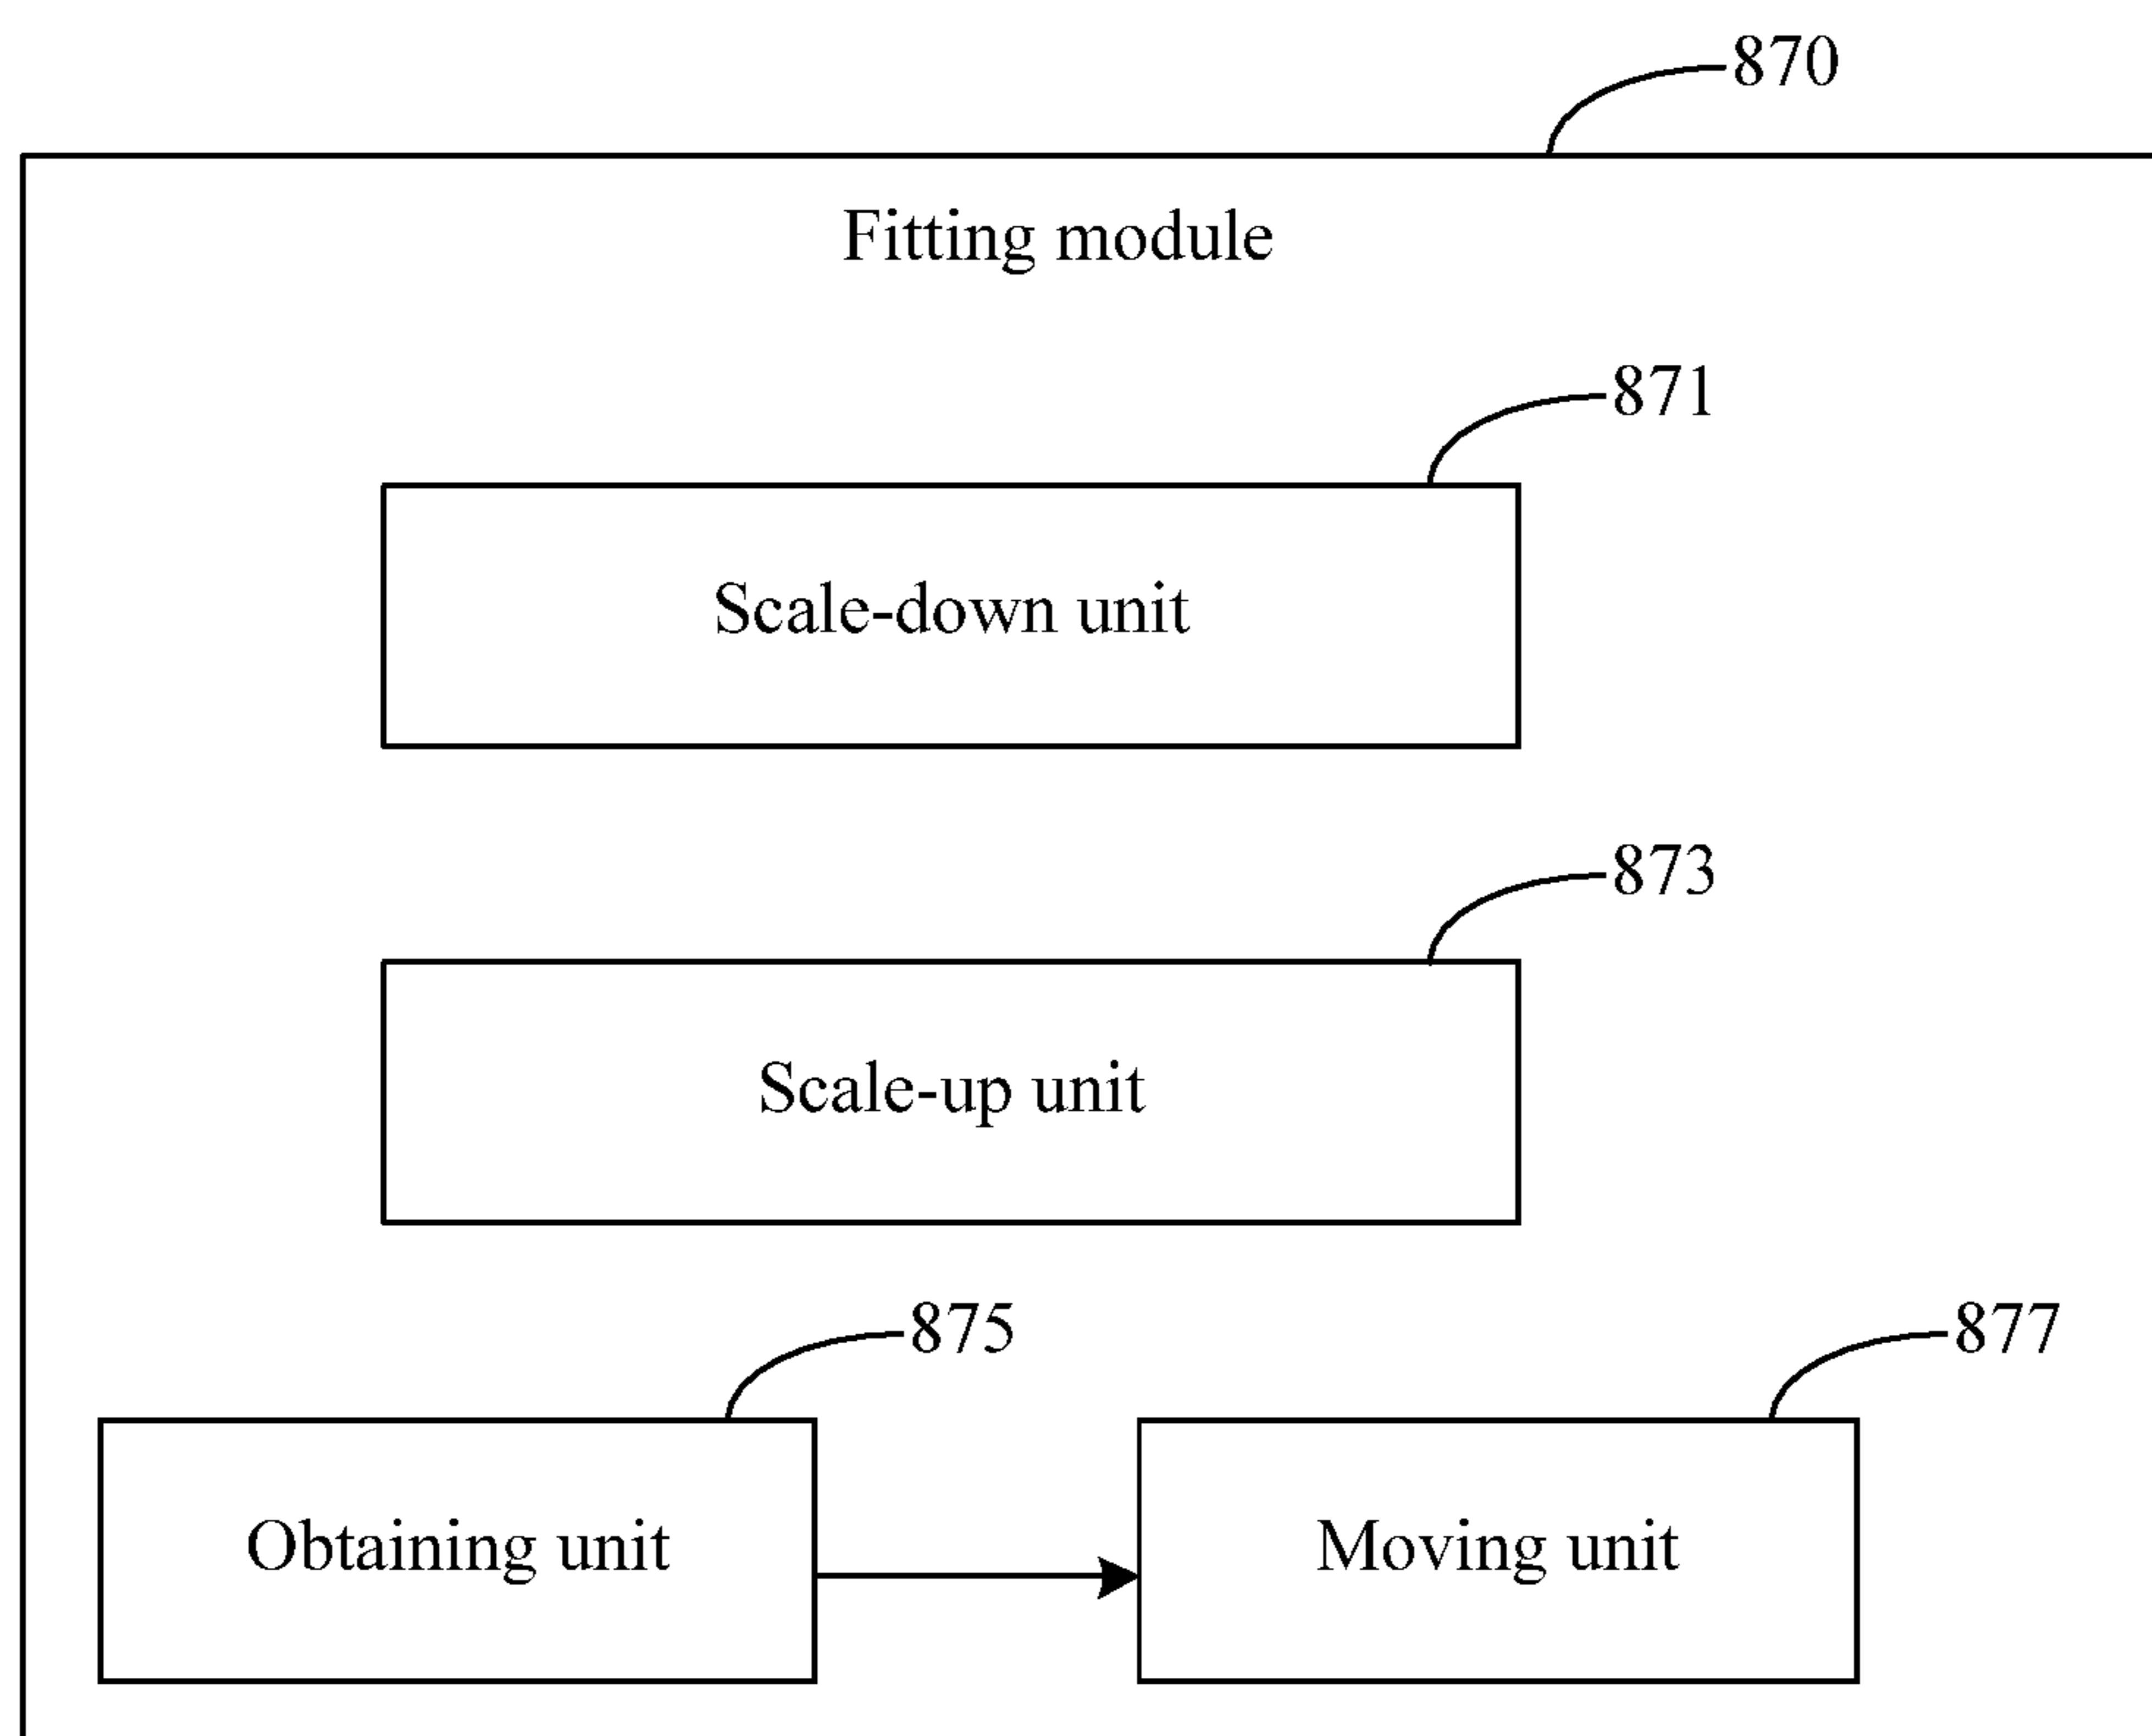 870
Fitting module
871
Scale-down unit
873
Scale-up unit
875
877
Obtaining unit
Moving unit